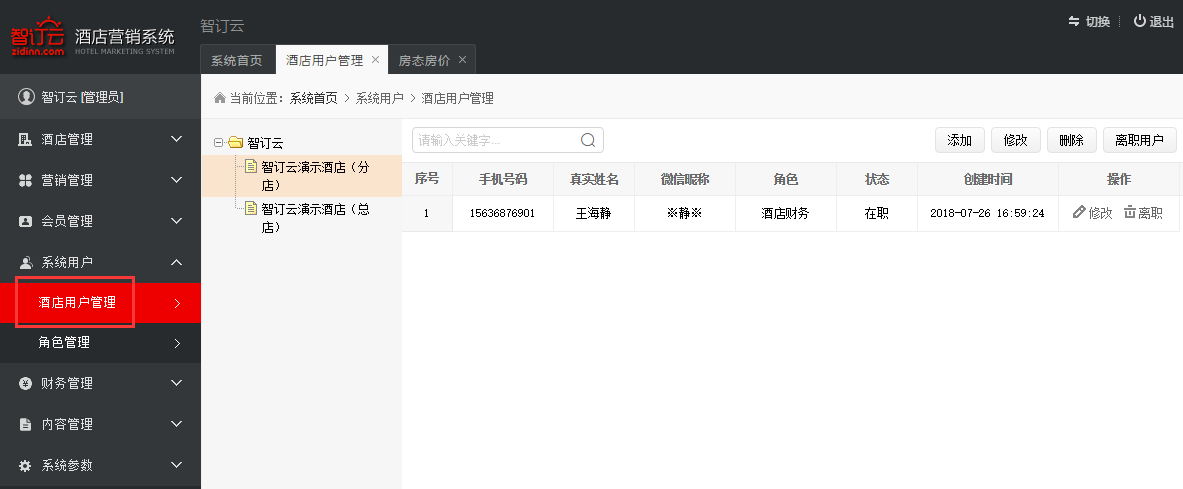 智订云
zidinn.com
酒店营销系统
HOTEL MARKETING SYSTEM
智订云
切换
退出
系统首页
酒店用户管理
房态房价
智订云 [管理员]
酒店管理
营销管理
会员管理
系统用户
酒店用户管理
角色管理
财务管理
内容管理
系统参数
当前位置: 系统首页 > 系统用户 > 酒店用户管理
智订云
智订云演示酒店（分
店）
智订云演示酒店（总
店）
请输入关键字...
添加 修改 删除 离职用户
序号 手机号码 真实姓名 微信昵称 角色 状态 创建时间 操作
1 15636876901 王海静 ※静※ 酒店财务 在职 2018-07-26 16:59:24 修改 离职